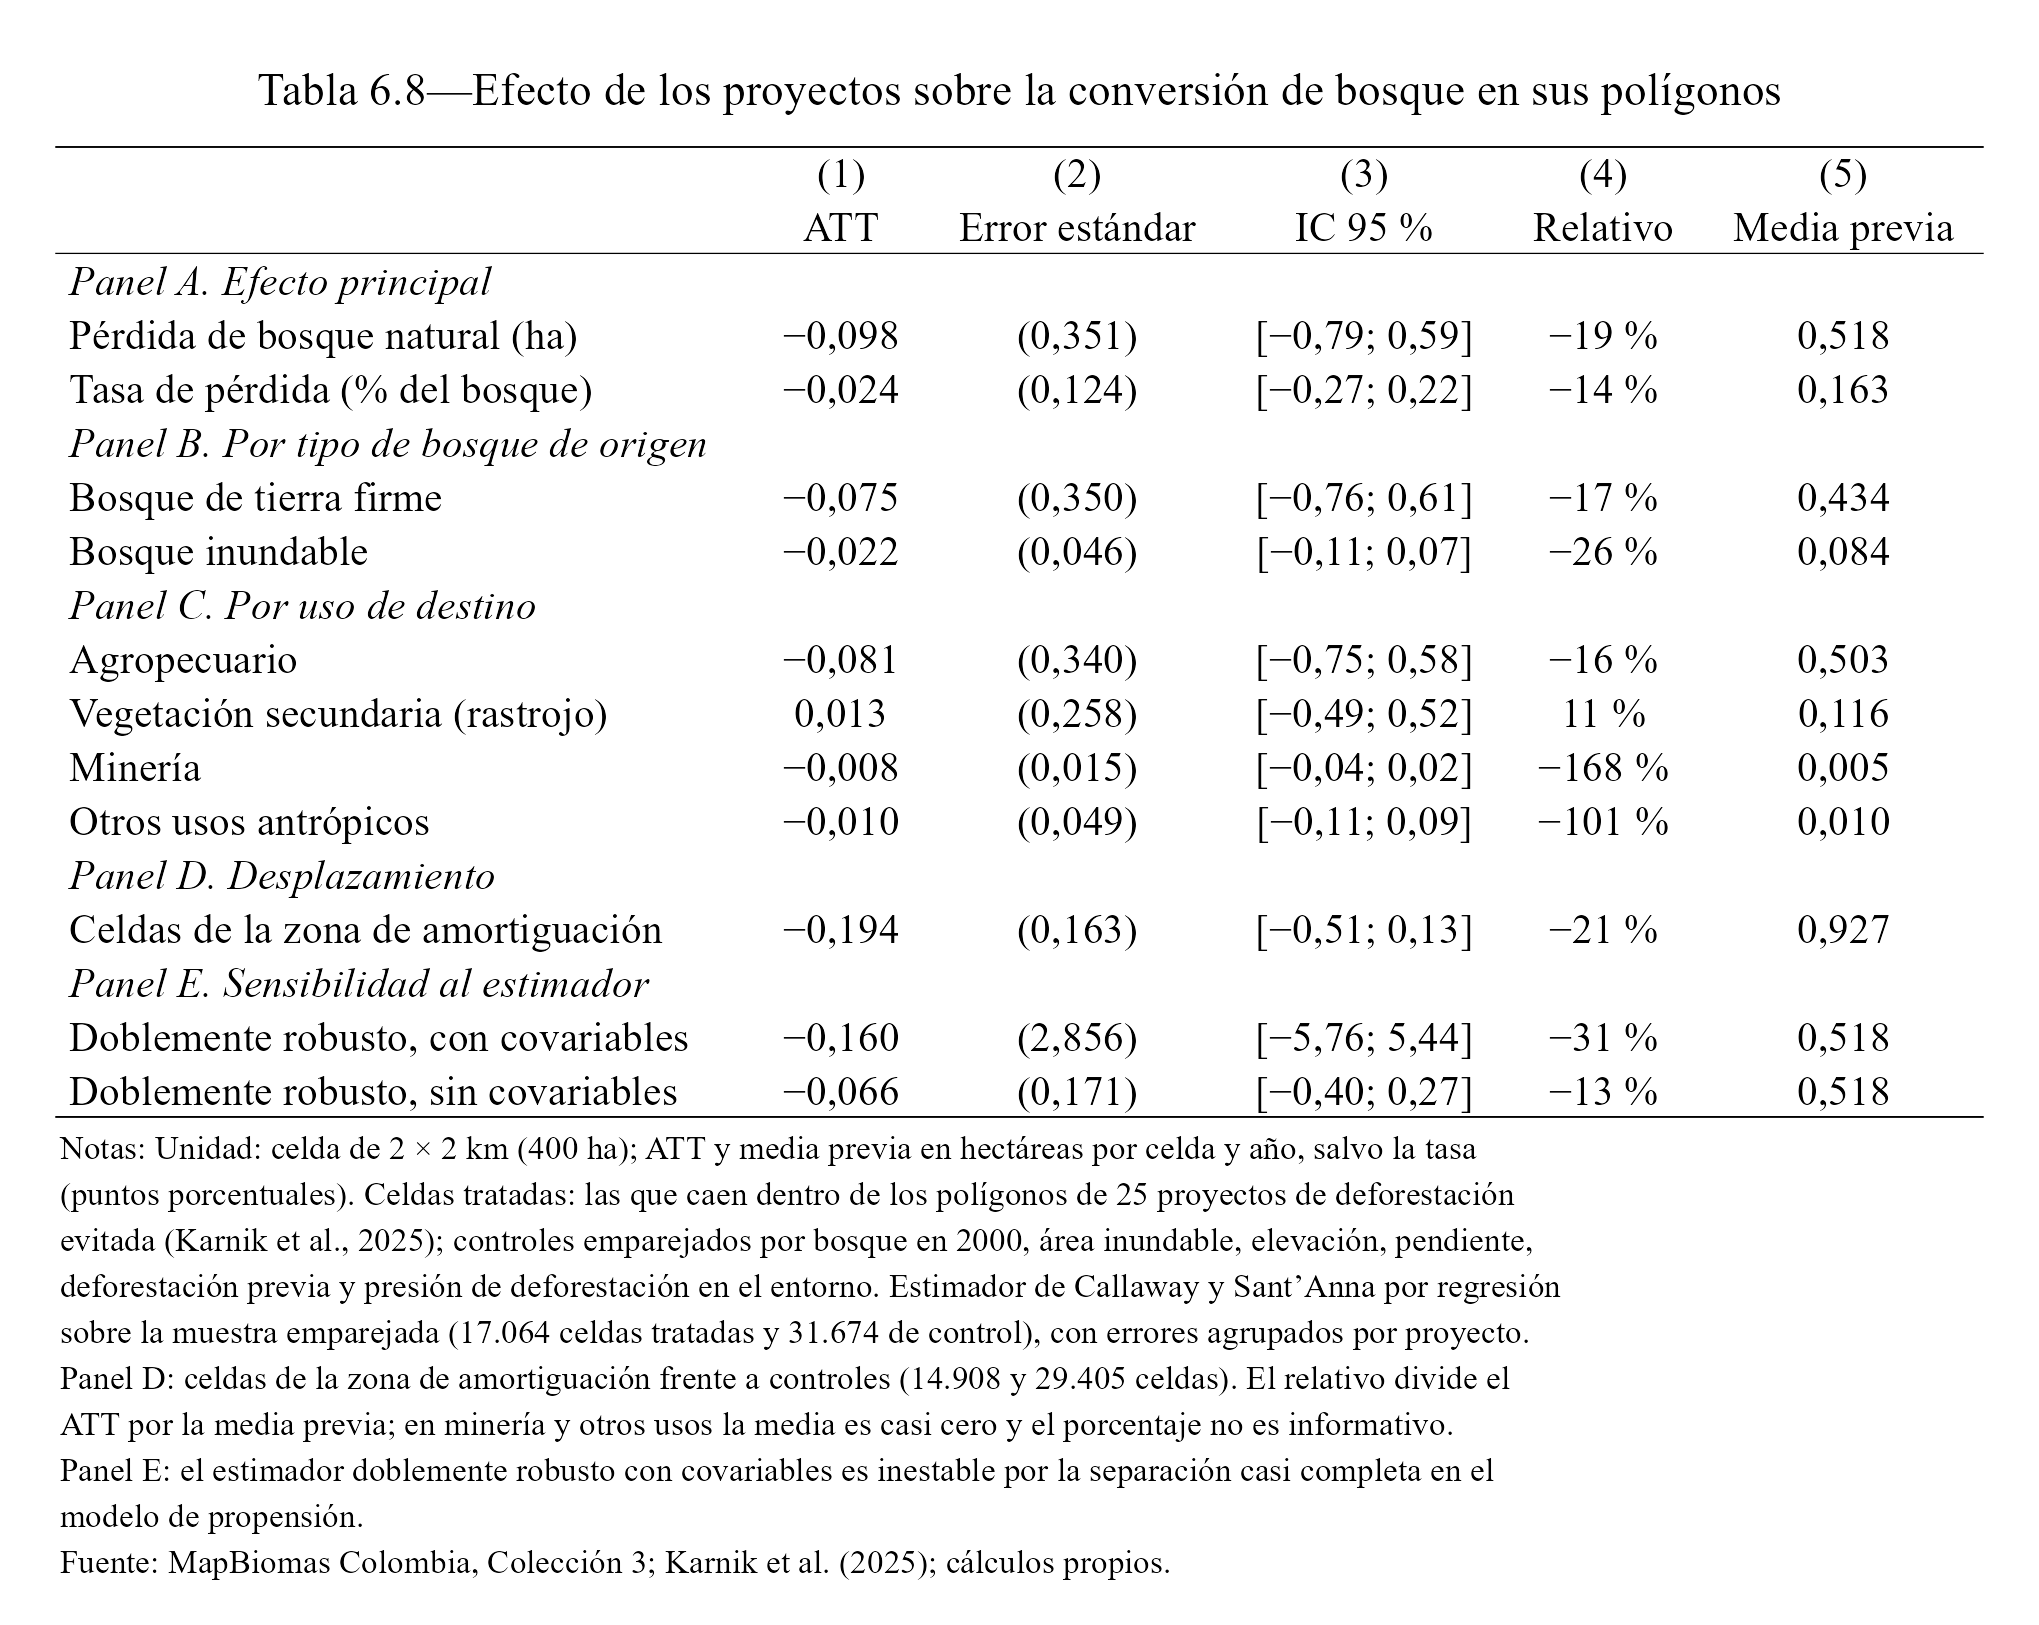 Tabla 6.8—Efecto de los proyectos sobre la conversión de bosque en sus polígonos
(1) (2) (3) (4) (5)
ATT Error estándar IC 95 % Relativo Media previa
Panel A. Efecto principal
Pérdida de bosque natural (ha) −0,098 (0,351) [−0,79; 0,59] −19 % 0,518
Tasa de pérdida (% del bosque) −0,024 (0,124) [−0,27; 0,22] −14 % 0,163
Panel B. Por tipo de bosque de origen
Bosque de tierra firme −0,075 (0,350) [−0,76; 0,61] −17 % 0,434
Bosque inundable −0,022 (0,046) [−0,11; 0,07] −26 % 0,084
Panel C. Por uso de destino
Agropecuario −0,081 (0,340) [−0,75; 0,58] −16 % 0,503
Vegetación secundaria (rastrojo) 0,013 (0,258) [−0,49; 0,52] 11 % 0,116
Minería −0,008 (0,015) [−0,04; 0,02] −168 % 0,005
Otros usos antrópicos −0,010 (0,049) [−0,11; 0,09] −101 % 0,010
Panel D. Desplazamiento
Celdas de la zona de amortiguación −0,194 (0,163) [−0,51; 0,13] −21 % 0,927
Panel E. Sensibilidad al estimador
Doblemente robusto, con covariables −0,160 (2,856) [−5,76; 5,44] −31 % 0,518
Doblemente robusto, sin covariables −0,066 (0,171) [−0,40; 0,27] −13 % 0,518
Notas: Unidad: celda de 2 × 2 km (400 ha); ATT y media previa en hectáreas por celda y año, salvo la tasa
(puntos porcentuales). Celdas tratadas: las que caen dentro de los polígonos de 25 proyectos de deforestación
evitada (Karnik et al., 2025); controles emparejados por bosque en 2000, área inundable, elevación, pendiente,
deforestación previa y presión de deforestación en el entorno. Estimador de Callaway y Sant’Anna por regresión
sobre la muestra emparejada (17.064 celdas tratadas y 31.674 de control), con errores agrupados por proyecto.
Panel D: celdas de la zona de amortiguación frente a controles (14.908 y 29.405 celdas). El relativo divide el
ATT por la media previa; en minería y otros usos la media es casi cero y el porcentaje no es informativo.
Panel E: el estimador doblemente robusto con covariables es inestable por la separación casi completa en el
modelo de propensión.
Fuente: MapBiomas Colombia, Colección 3; Karnik et al. (2025); cálculos propios.